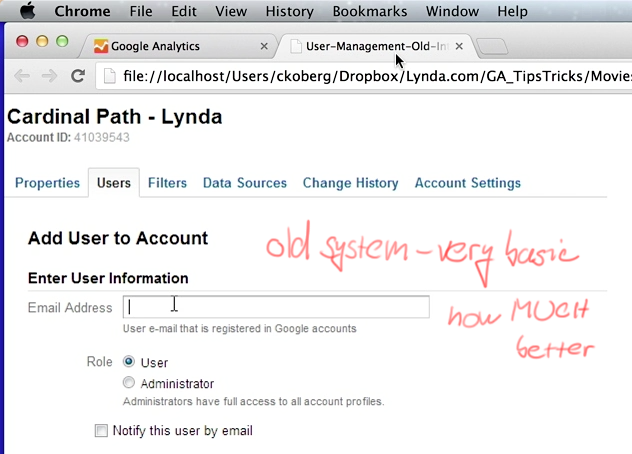 Chrome File Edit View History Bookmarks Window Help
Google Analytics × User-Management-Old-Int ×
file://localhost/Users/ckoberg/Dropbox/Lynda.com/GA_TipsTricks/Movies
Cardinal Path - Lynda
Account ID: 41039543
Properties Users Filters Data Sources Change History Account Settings
Add User to Account
old system - very basic
Enter User Information
Email Address
User e-mail that is registered in Google accounts
now MUCH
better
Role User
Administrator
Administrators have full access to all account profiles.
Notify this user by email